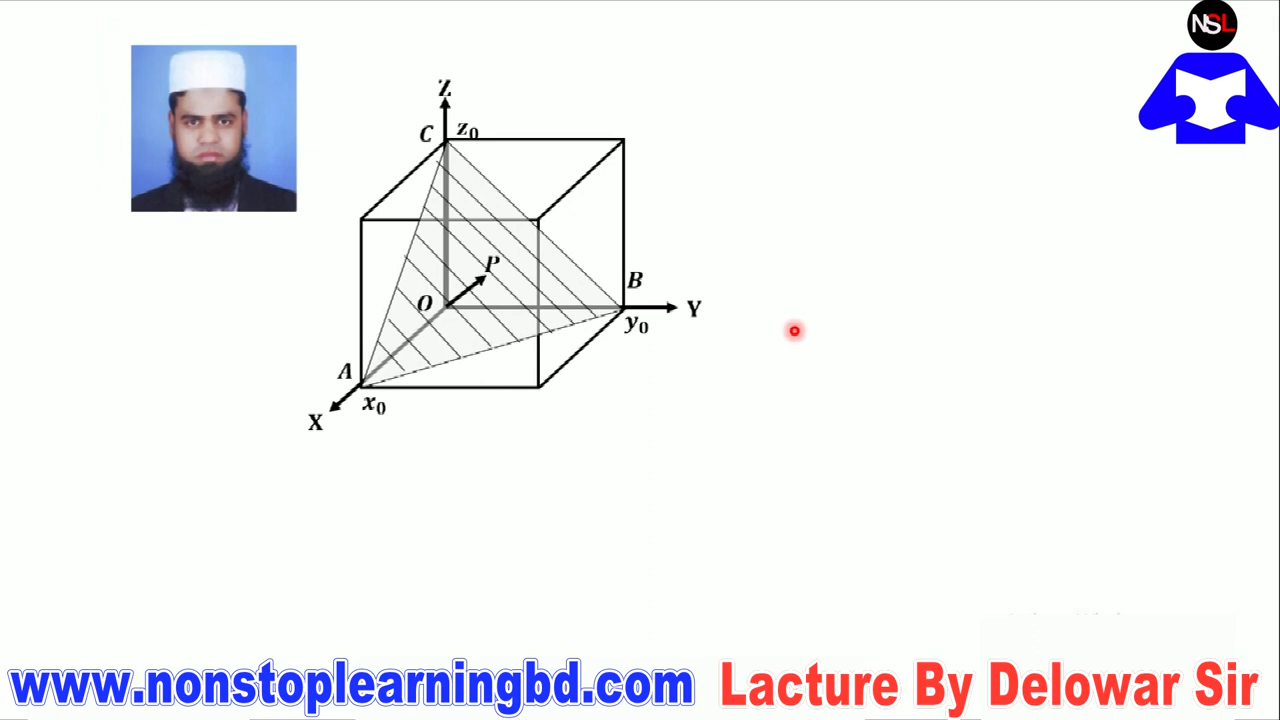 NSL
Z
C z₀
P
O
B
Y
y₀
A
x₀
X
www.nonstoplearningbd.com Lacture By Delowar Sir